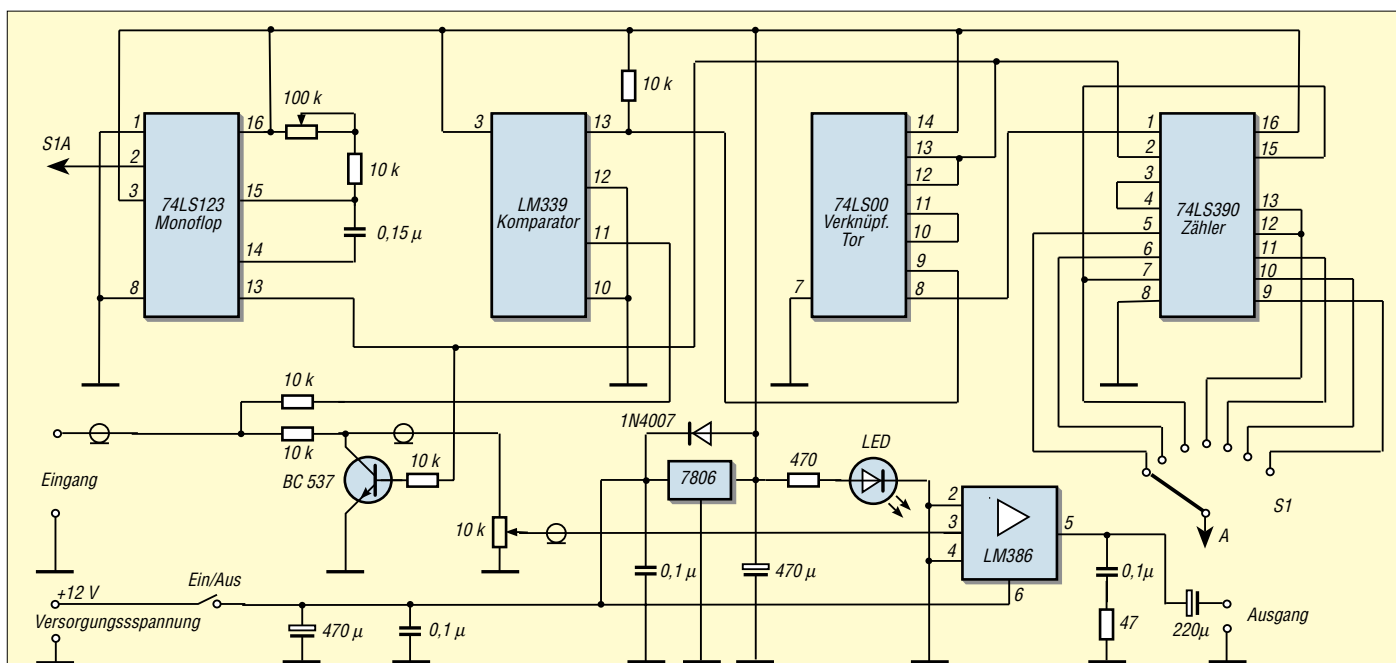 1
2
3
8
16
15
14
13
74LS123
Monoflop
S1A
100 k
10 k
0,15 µ
3
13
12
11
10
LM339
Komparator
10 k
7
14
13
12
11
10
9
8
74LS00
Verknüpf.
Tor
1
2
3
4
5
6
7
8
16
15
13
12
11
10
9
74LS390
Zähler
10 k
10 k
Eingang
BC 537
10 k
10 k
1N4007
7806
470
LED
2
3
4
5
6
LM386
S1
A
+12 V
Versorgungssspannung
Ein/Aus
470 µ
0,1 µ
0,1 µ
470 µ
0,1µ
47
220µ
Ausgang